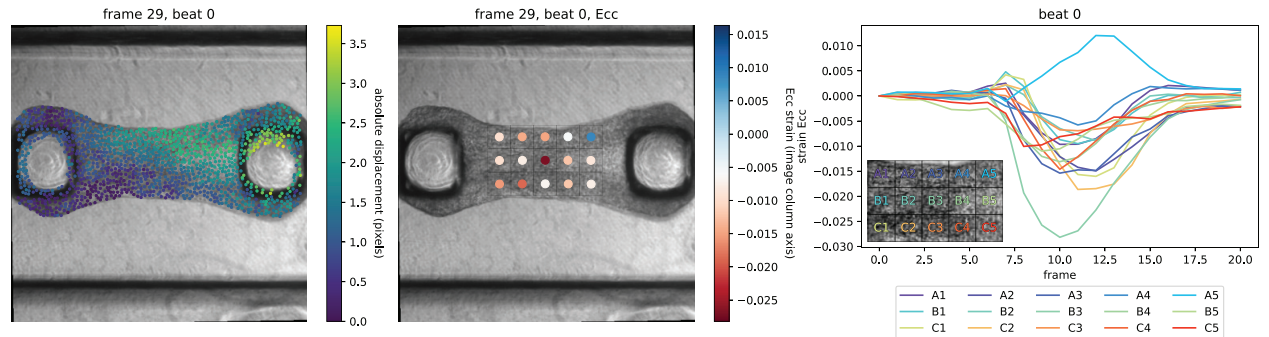 frame 29, beat 0
3.5
3.0
2.5
2.0
1.5
1.0
0.5
0.0
absolute displacement (pixels)
frame 29, beat 0, Ecc
0.015
0.010
0.005
0.000
−0.005
−0.010
−0.015
−0.020
−0.025
Ecc strain (image column axis)
beat 0
strain Ecc
0.010
0.005
0.000
−0.005
−0.010
−0.015
−0.020
−0.025
−0.030
A1 A2 A3 A4 A5
B1 B2 B3 B4 B5
C1 C2 C3 C4 C5
0.0 2.5 5.0 7.5 10.0 12.5 15.0 17.5 20.0
frame
A1 A2 A3 A4 A5
B1 B2 B3 B4 B5
C1 C2 C3 C4 C5